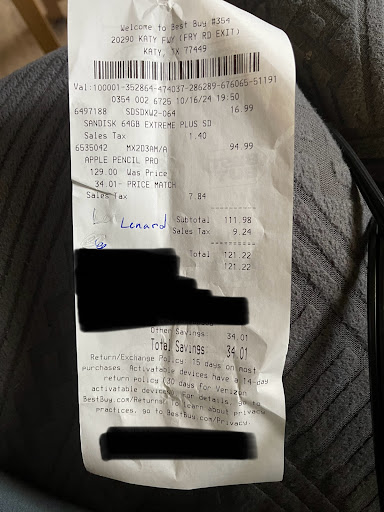 Welcome to Best Buy #354
20290 KATY FWY (FRY RD EXIT)
KATY, TX 77449
Val:100001-352864-474037-286289-676065-51191
0354 002 6725 10/16/24 19:50
6497188 SDSDXW2-064 16.99
SANDISK 64GB EXTREME PLUS SD
Sales Tax 1.40
6535042 MX2D3AM/A 94.99
APPLE PENCIL PRO
129.00 Was Price
34.01- PRICE MATCH
Sales Tax 7.84
----------
Lenard Subtotal 111.98
Sales Tax 9.24
----------
Total 121.22
121.22
Other Savings: 34.01
Total Savings: 34.01
Return/Exchange Policy: 15 days on most
purchases. Activatable devices have a 14-day
return policy (30 days for Verizon
activatable devices). For details, go to
BestBuy.com/Returns. To learn about privacy
practices, go to BestBuy.com/Privacy.